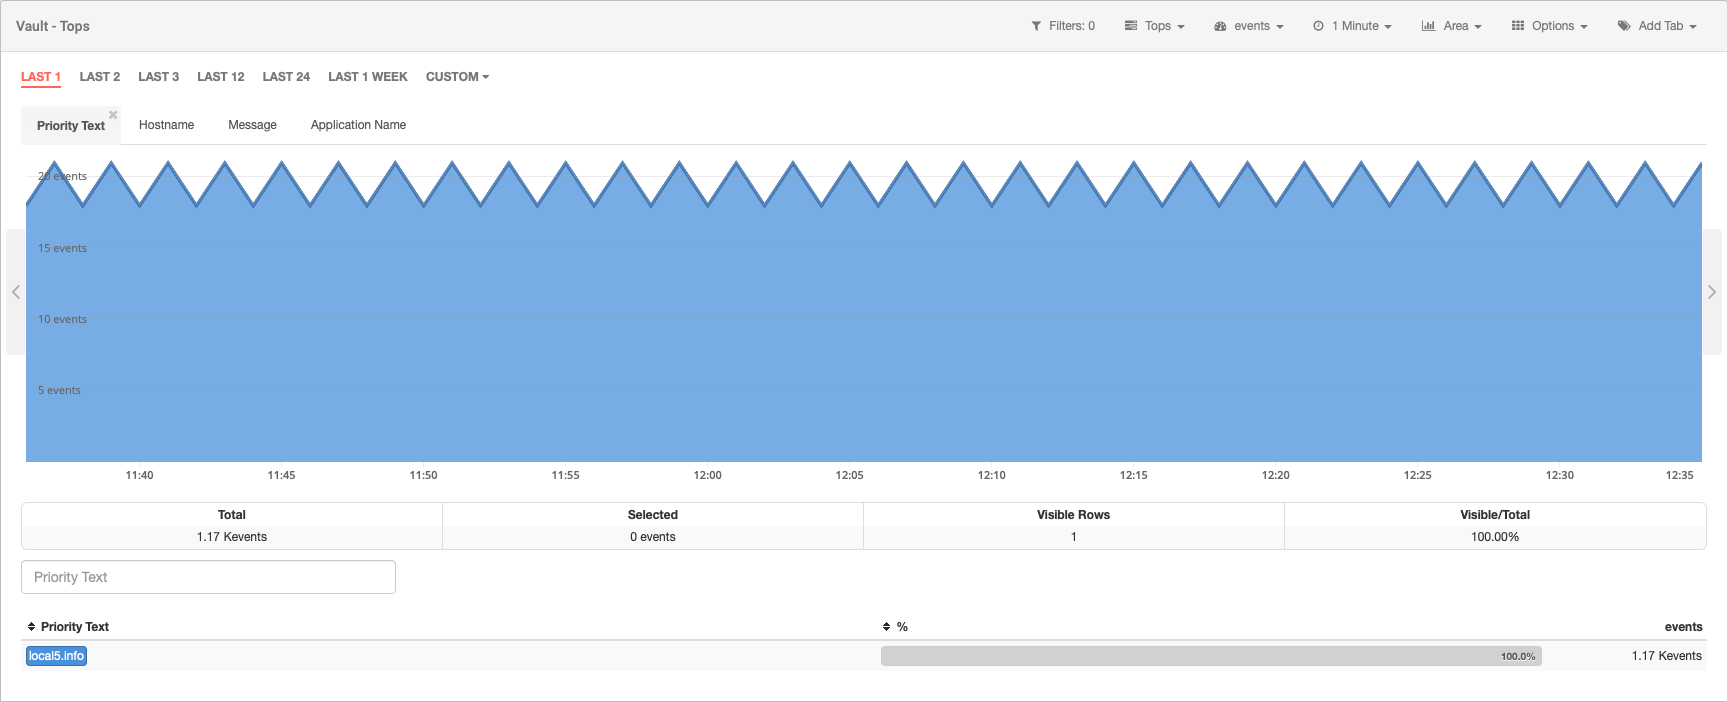 Vault - Tops
Filters: 0
Tops
events
1 Minute
Area
Options
Add Tab
LAST 1
LAST 2
LAST 3
LAST 12
LAST 24
LAST 1 WEEK
CUSTOM
Priority Text
Hostname
Message
Application Name
20 events
15 events
10 events
5 events
11:40
11:45
11:50
11:55
12:00
12:05
12:10
12:15
12:20
12:25
12:30
12:35
Total
Selected
Visible Rows
Visible/Total
1.17 Kevents
0 events
1
100.00%
Priority Text
Priority Text
%
events
local5.info
100.0%
1.17 Kevents